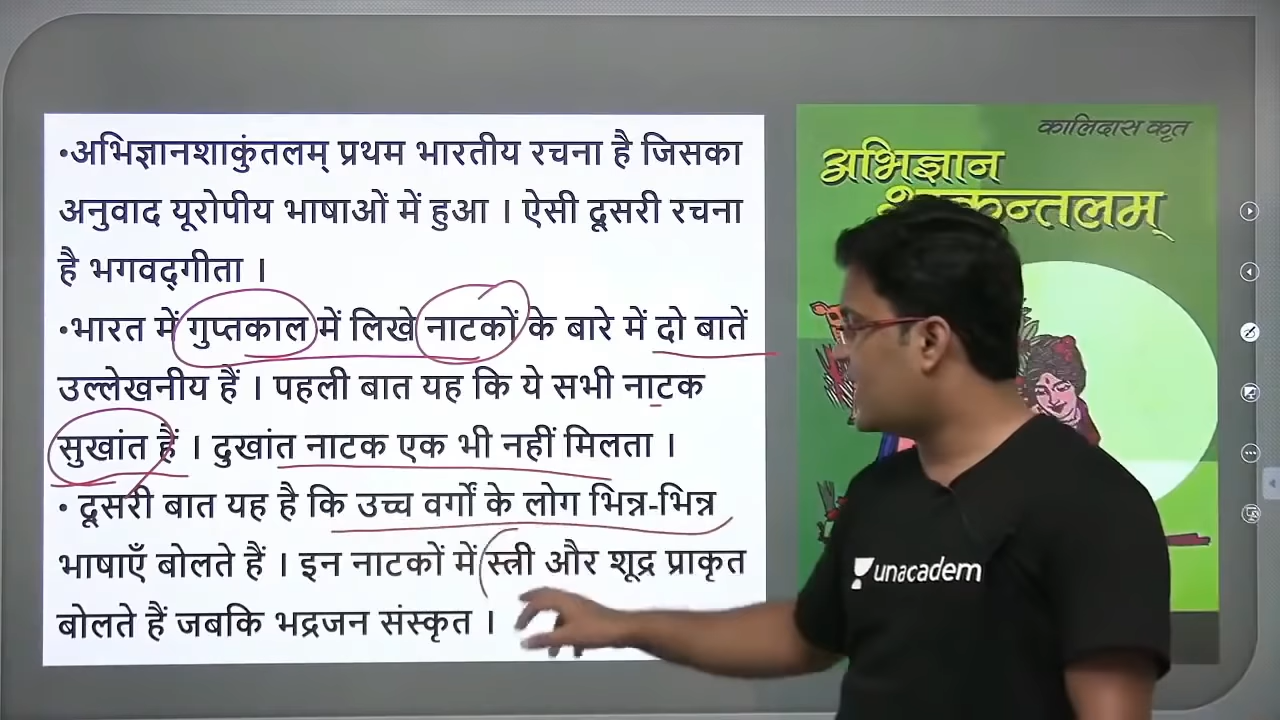 •अभिज्ञानशाकुंतलम् प्रथम भारतीय रचना है जिसका
अनुवाद यूरोपीय भाषाओं में हुआ । ऐसी दूसरी रचना
है भगवद्गीता ।
•भारत में गुप्तकाल में लिखे नाटकों के बारे में दो बातें
उल्लेखनीय हैं । पहली बात यह कि ये सभी नाटक
सुखांत हैं । दुखांत नाटक एक भी नहीं मिलता ।
• दूसरी बात यह है कि उच्च वर्गों के लोग भिन्न-भिन्न
भाषाएँ बोलते हैं । इन नाटकों में स्त्री और शूद्र प्राकृत
बोलते हैं जबकि भद्रजन संस्कृत ।
कालिदास कृत
अभिज्ञान
शाकुन्तलम्
unacadem